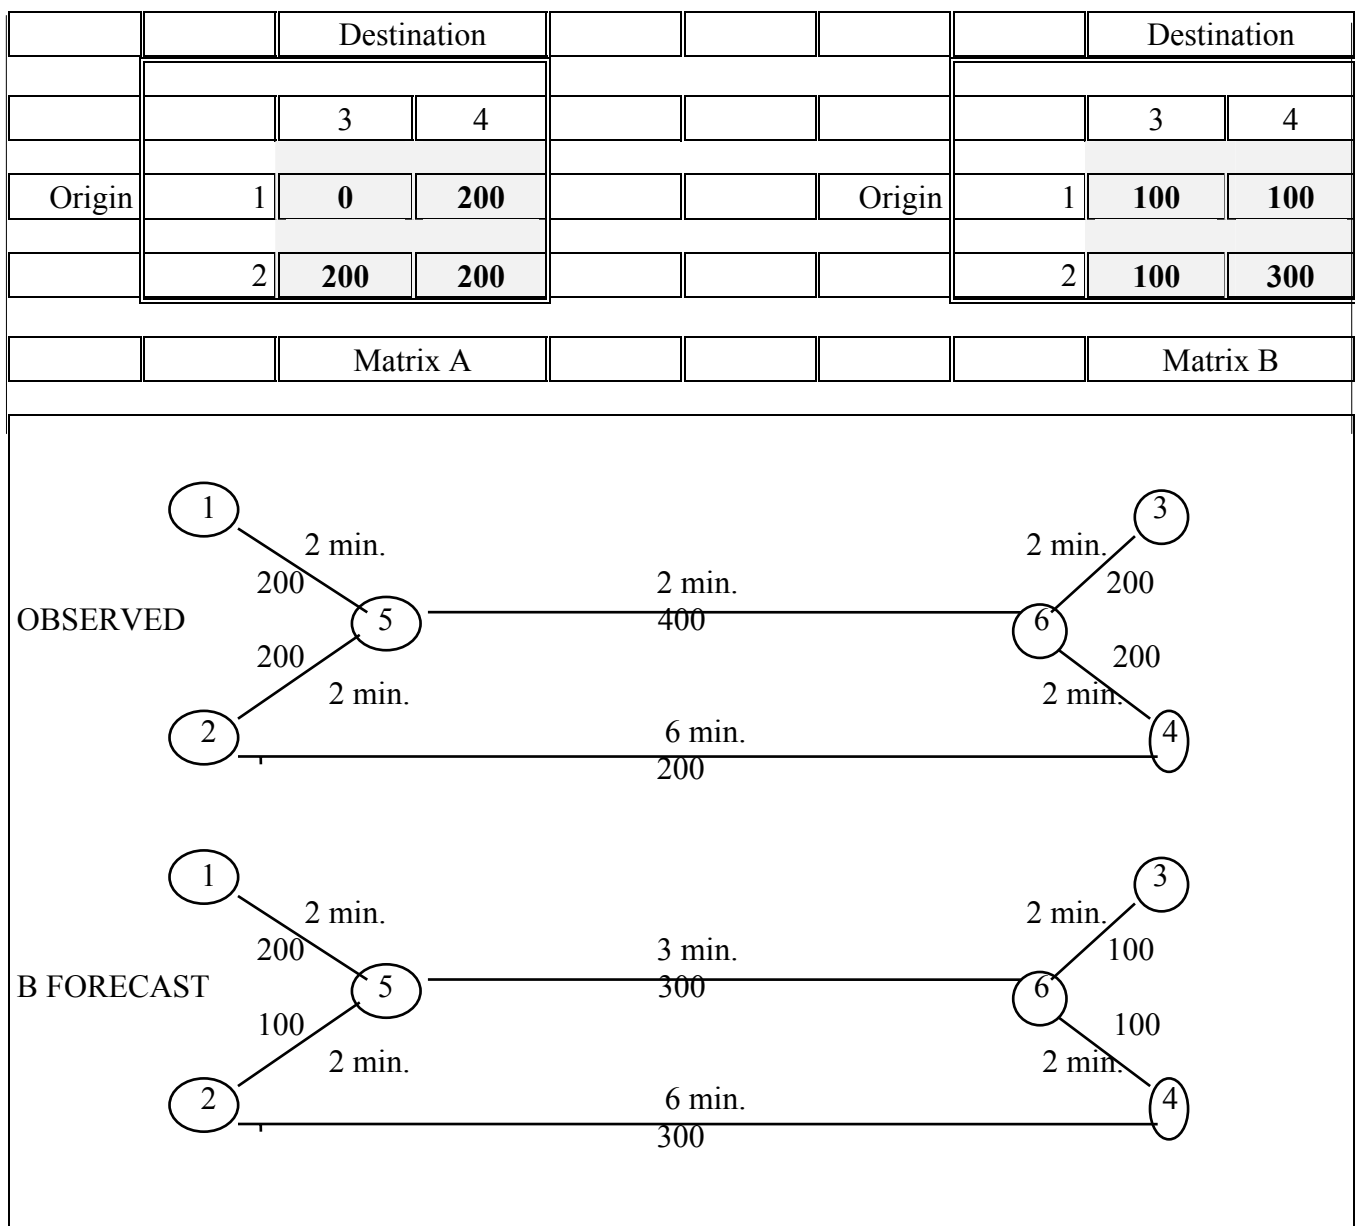 Destination Destination
3 4 3 4
Origin 1 0 200 Origin 1 100 100
2 200 200 2 100 300
Matrix A Matrix B
1 3
2 min. 2 min.
200 2 min. 200
OBSERVED 5 400 6
200 200
2 min. 2 min.
2 6 min. 4
200
1 3
2 min. 2 min.
200 3 min. 100
B FORECAST 5 300 6
100 100
2 min. 2 min.
2 6 min. 4
300